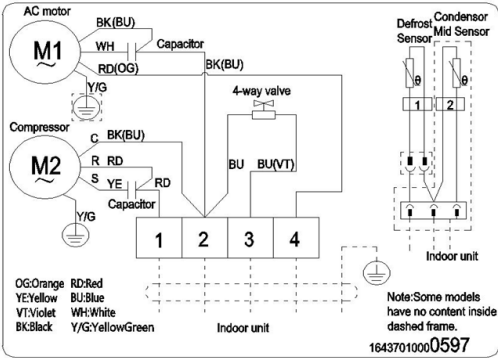 AC motor
BK(BU)
M1
~
WH
Capacitor
RD(OG)
BK(BU)
Y/G
Compressor
4-way valve
C BK(BU)
M2
~
R RD
S YE
RD
Capacitor
Y/G
BU
BU(VT)
1 2 3 4
Defrost
Sensor
Condensor
Mid Sensor
θ
θ
1 2
Indoor unit
OG:Orange RD:Red
YE:Yellow BU:Blue
VT:Violet WH:White
BK:Black Y/G:YellowGreen
Indoor unit
Note:Some models
have no content inside
dashed frame.
16437010000597